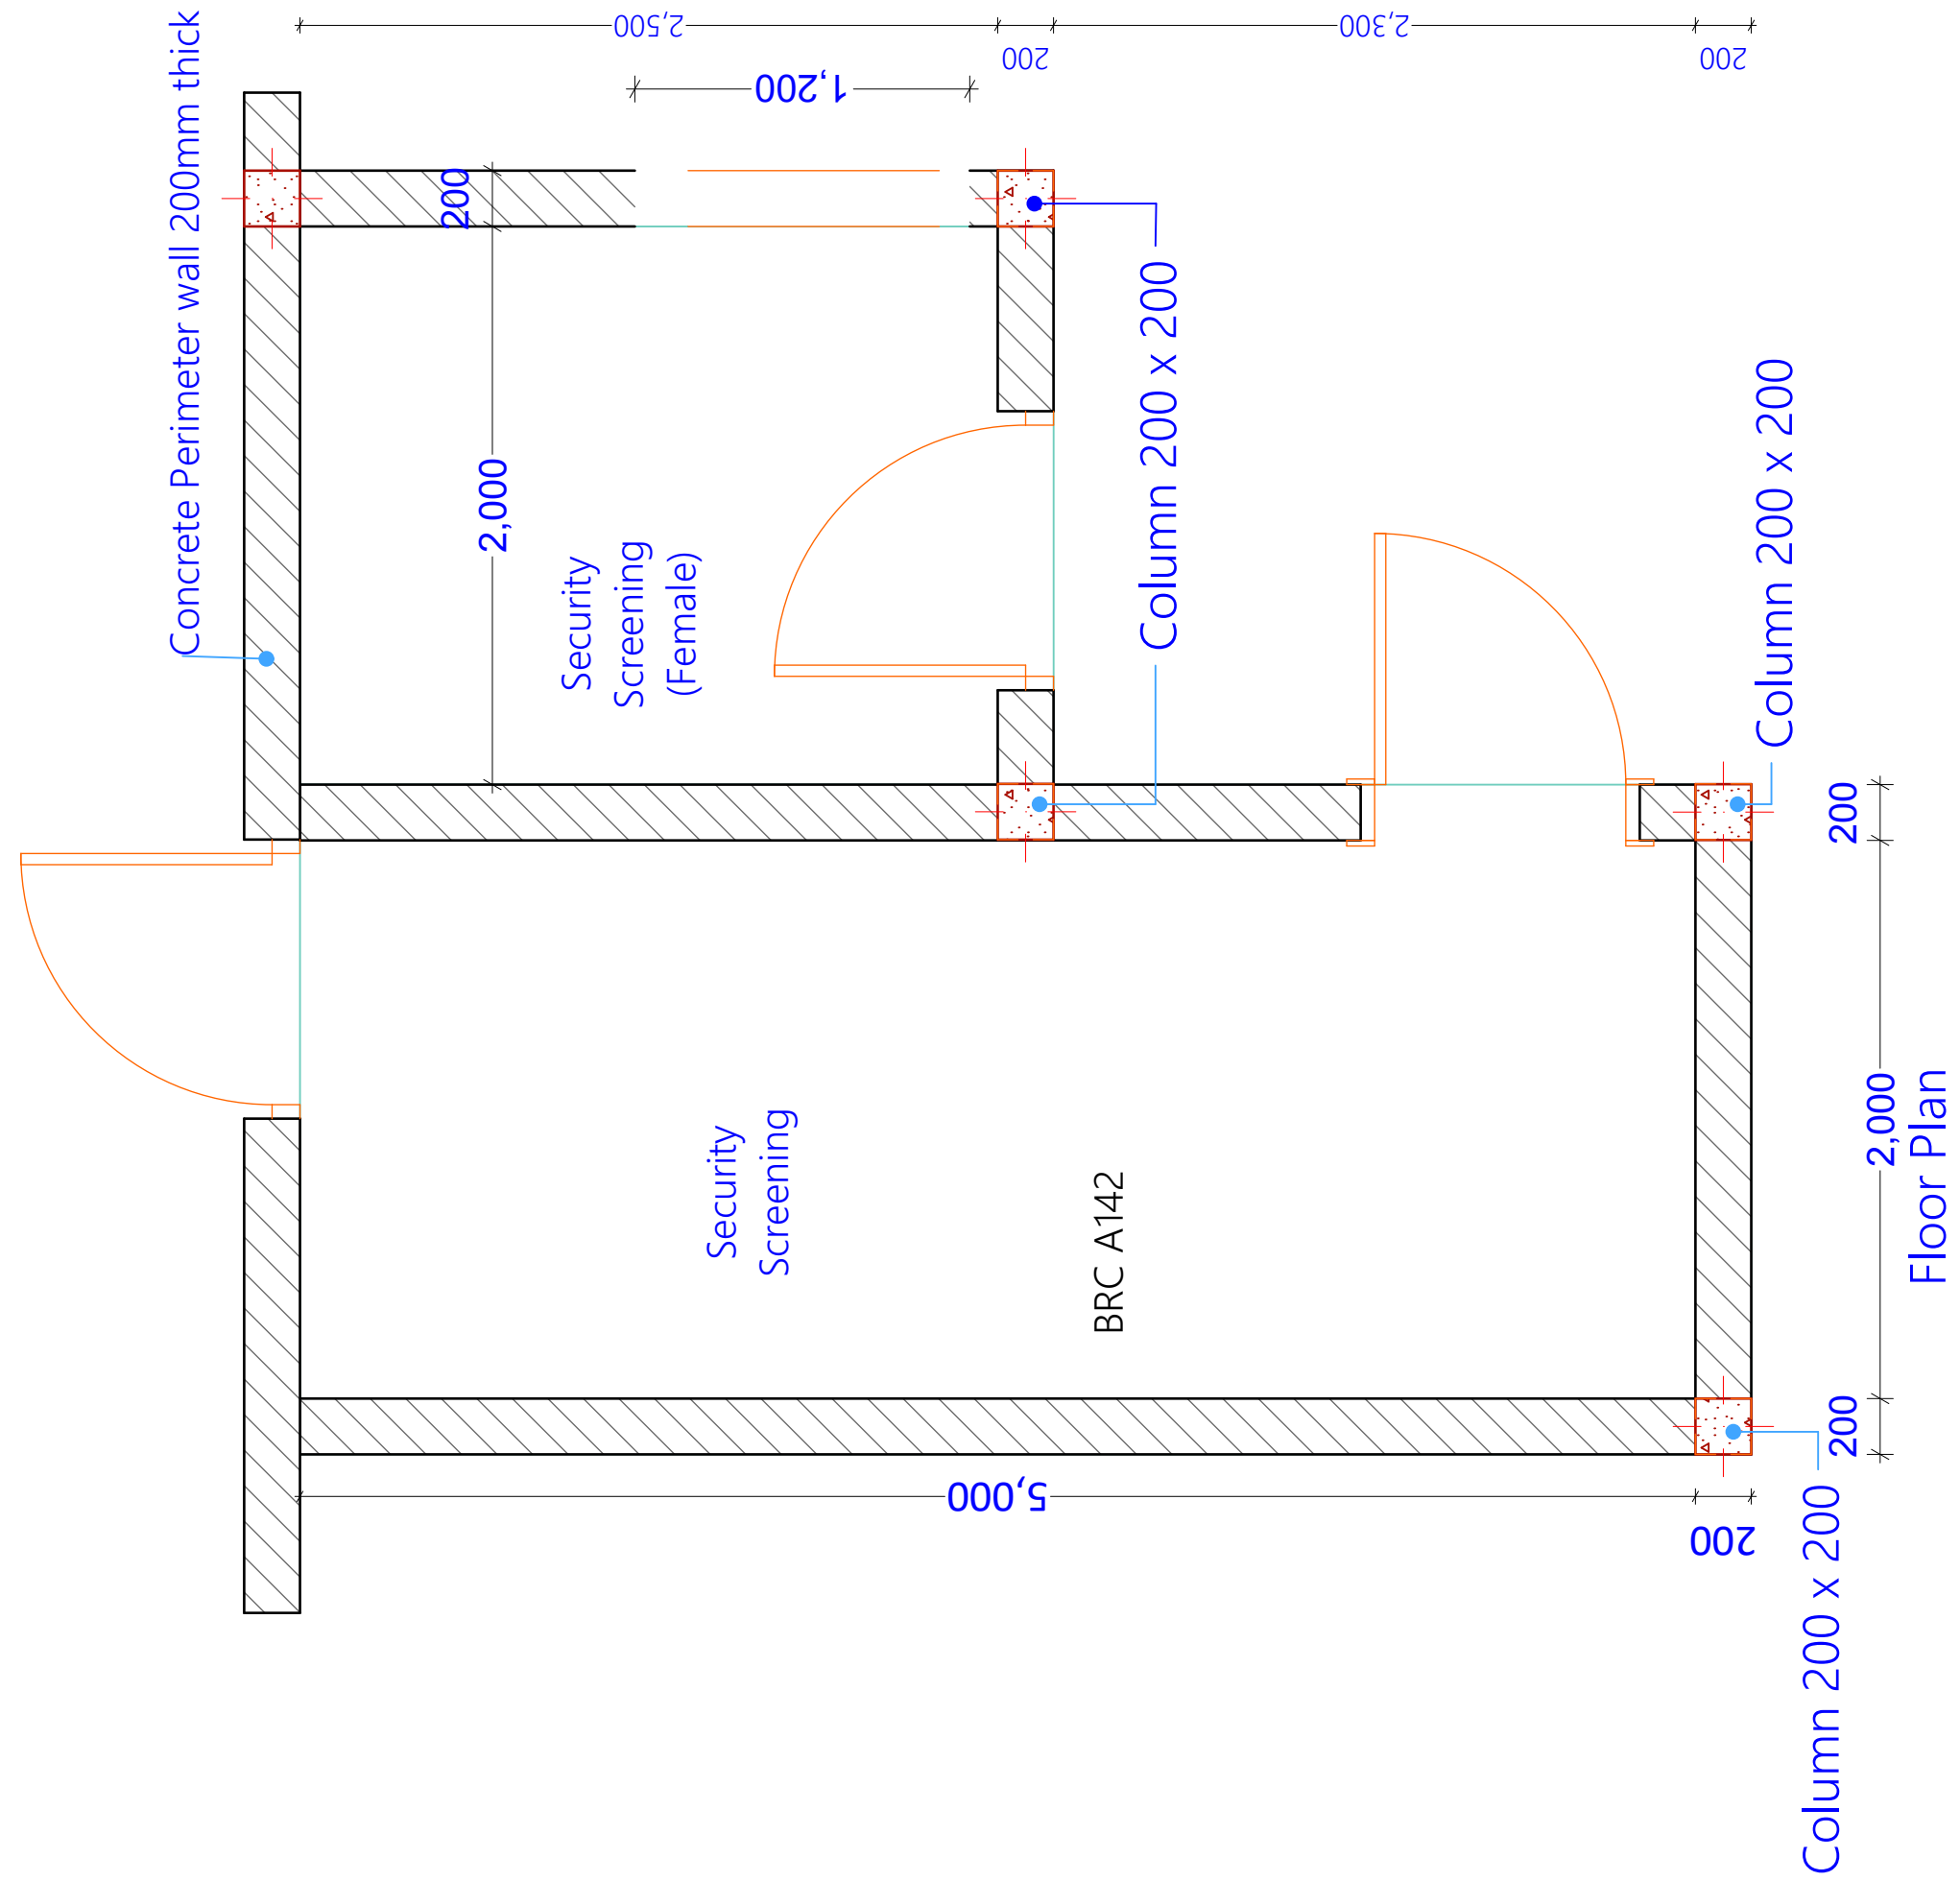 Concrete Perimeter wall 200mm thick
2,500
200
2,300
200
1,200
200
2,000
Security
Screening
(Female)
Column 200 x 200
Column 200 x 200
200
2,000
200
Security
Screening
BRC A142
5,000
200
Column 200 x 200
Floor Plan